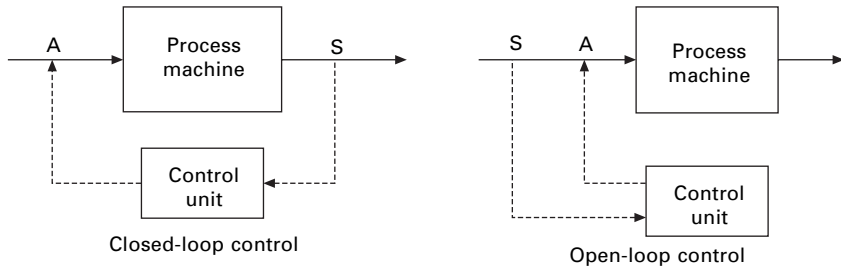 A
Process
machine
S
Control
unit
Closed-loop control
S
A
Process
machine
Control
unit
Open-loop control